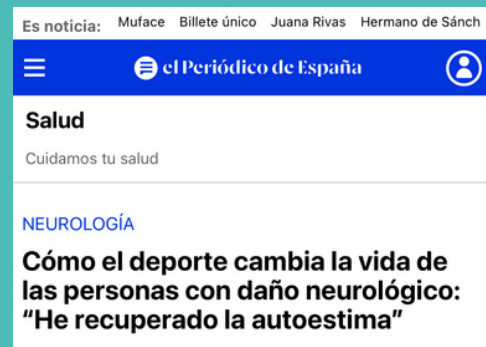 Es noticia: Muface Billete único Juana Rivas Hermano de Sánch
el Periódico de España
Salud
Cuidamos tu salud
NEUROLOGÍA
Cómo el deporte cambia la vida de
las personas con daño neurológico:
“He recuperado la autoestima”